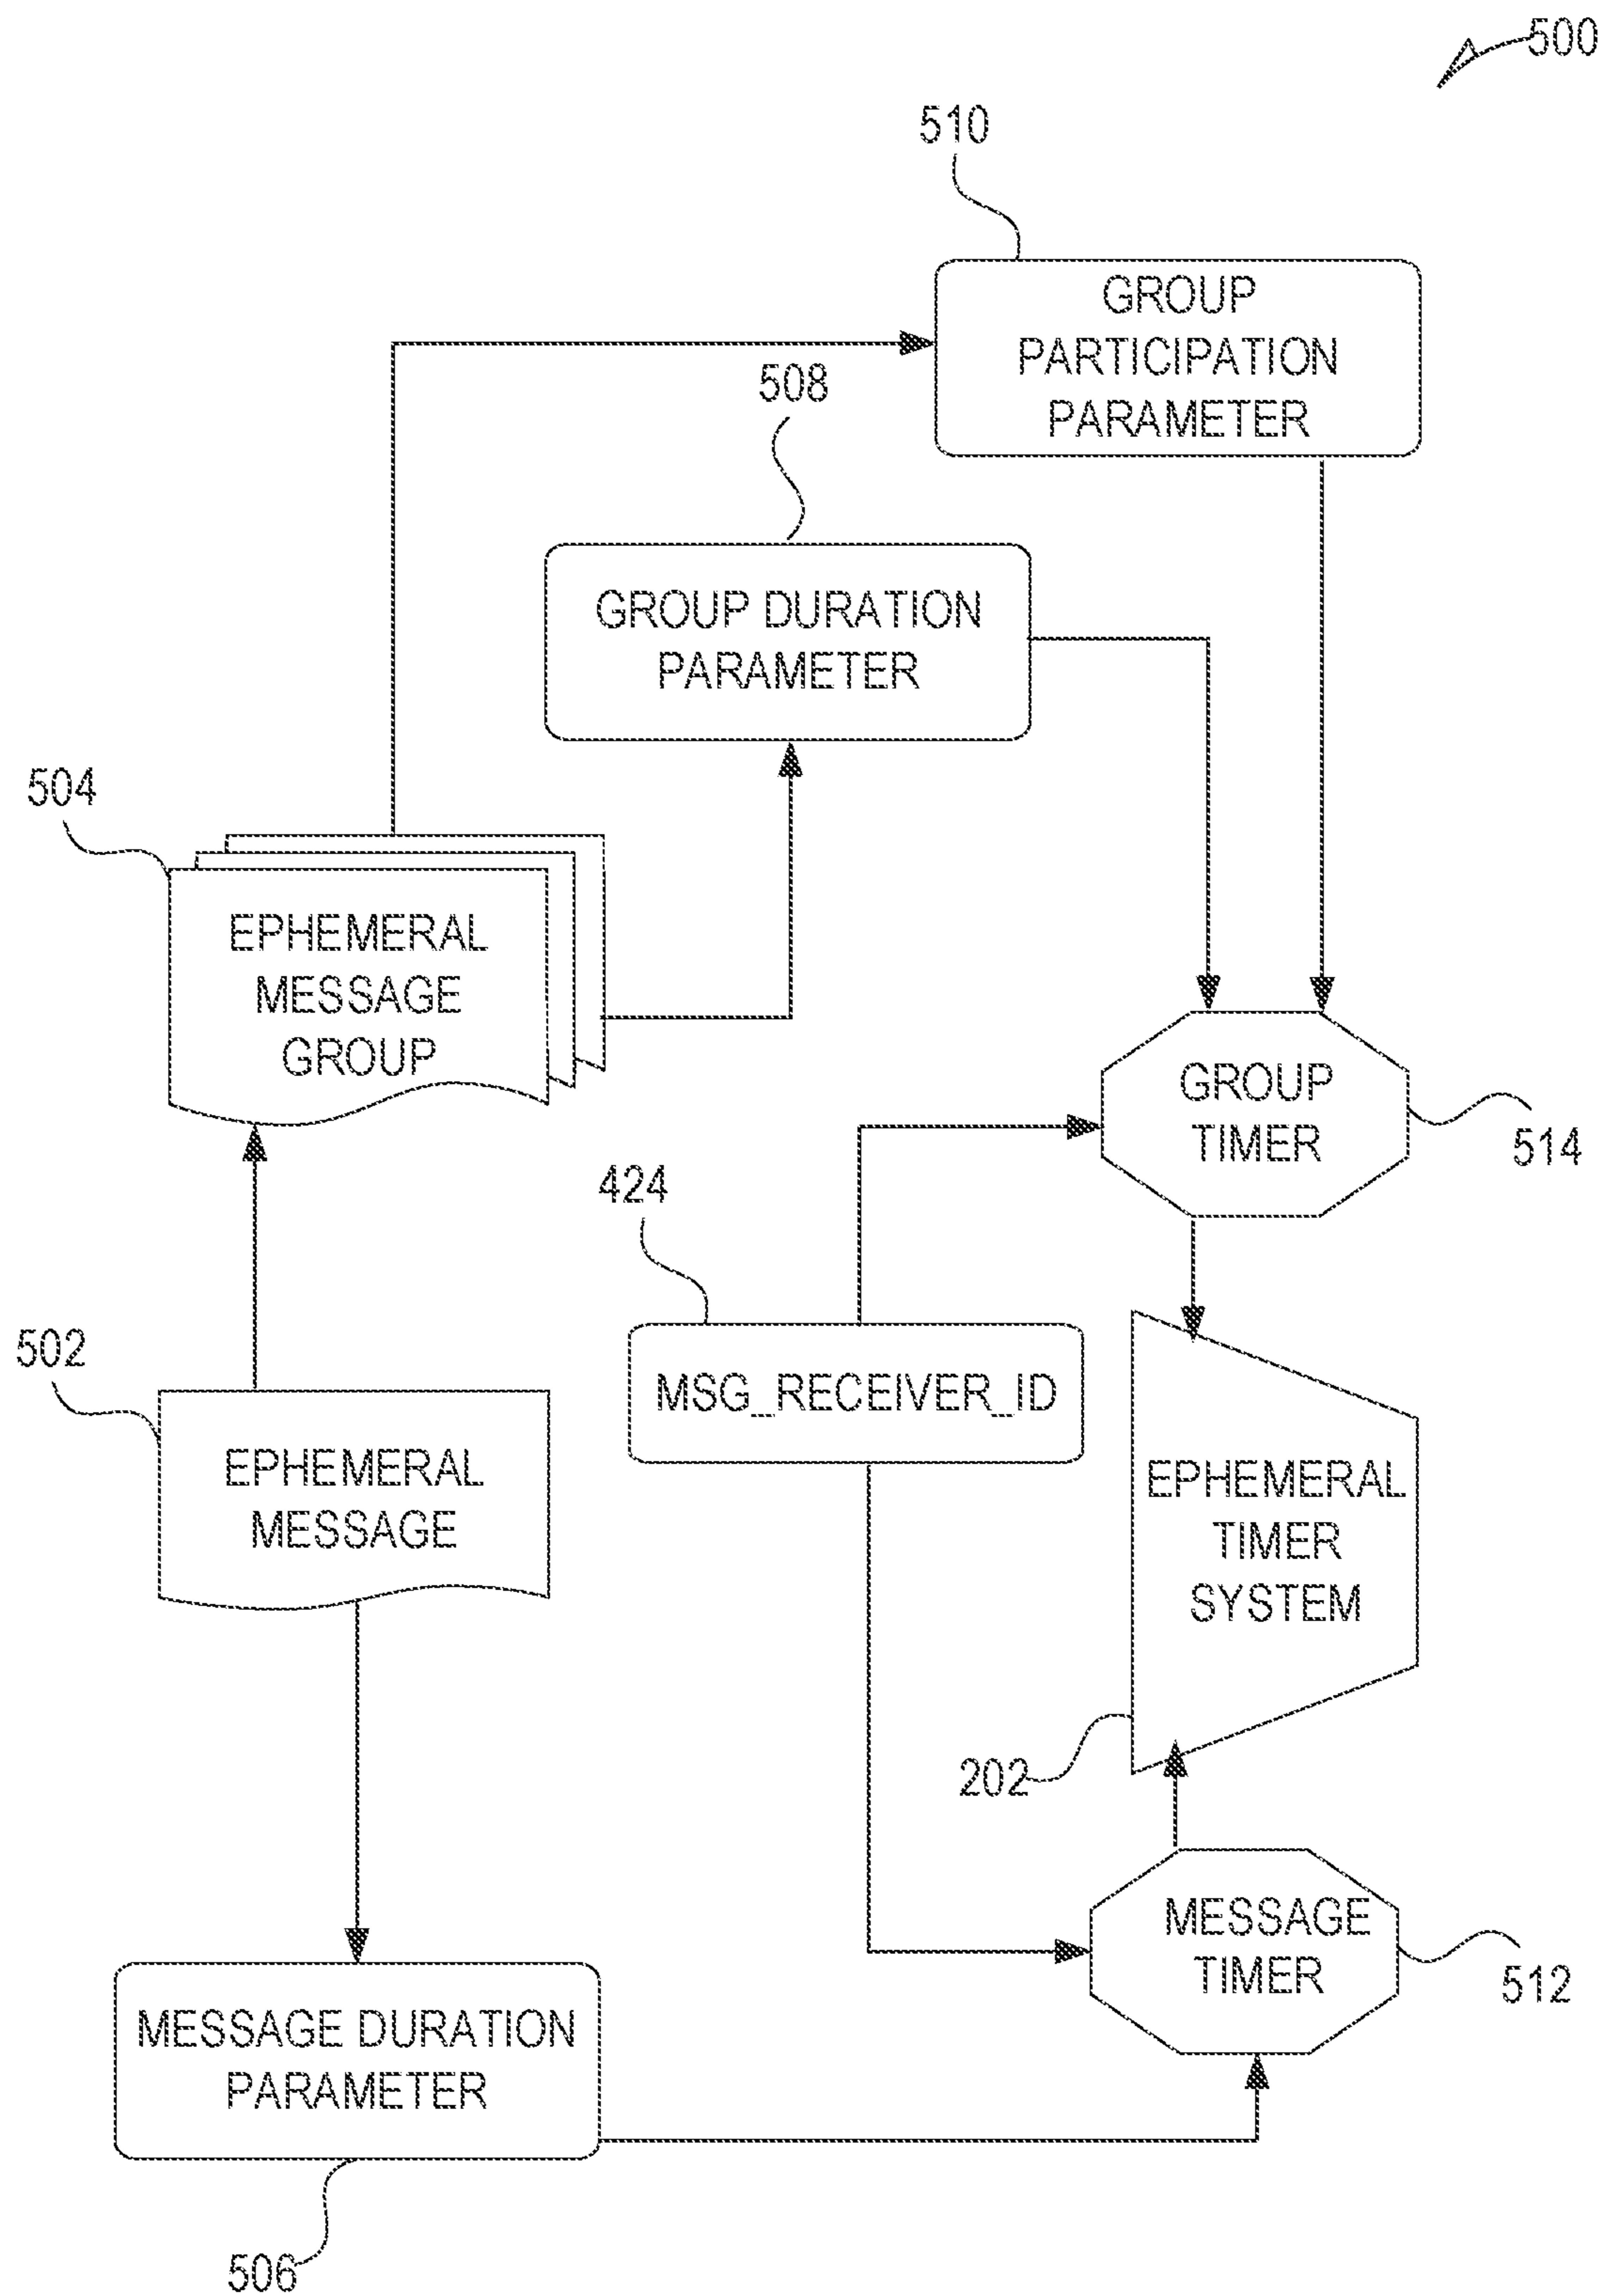 500
510
GROUP
PARTICIPATION
PARAMETER
508
GROUP DURATION
PARAMETER
504
EPHEMERAL
MESSAGE
GROUP
GROUP
TIMER
514
424
MSG_RECEIVER_ID
502
EPHEMERAL
MESSAGE
EPHEMERAL
TIMER
SYSTEM
202
MESSAGE
TIMER
512
MESSAGE DURATION
PARAMETER
506